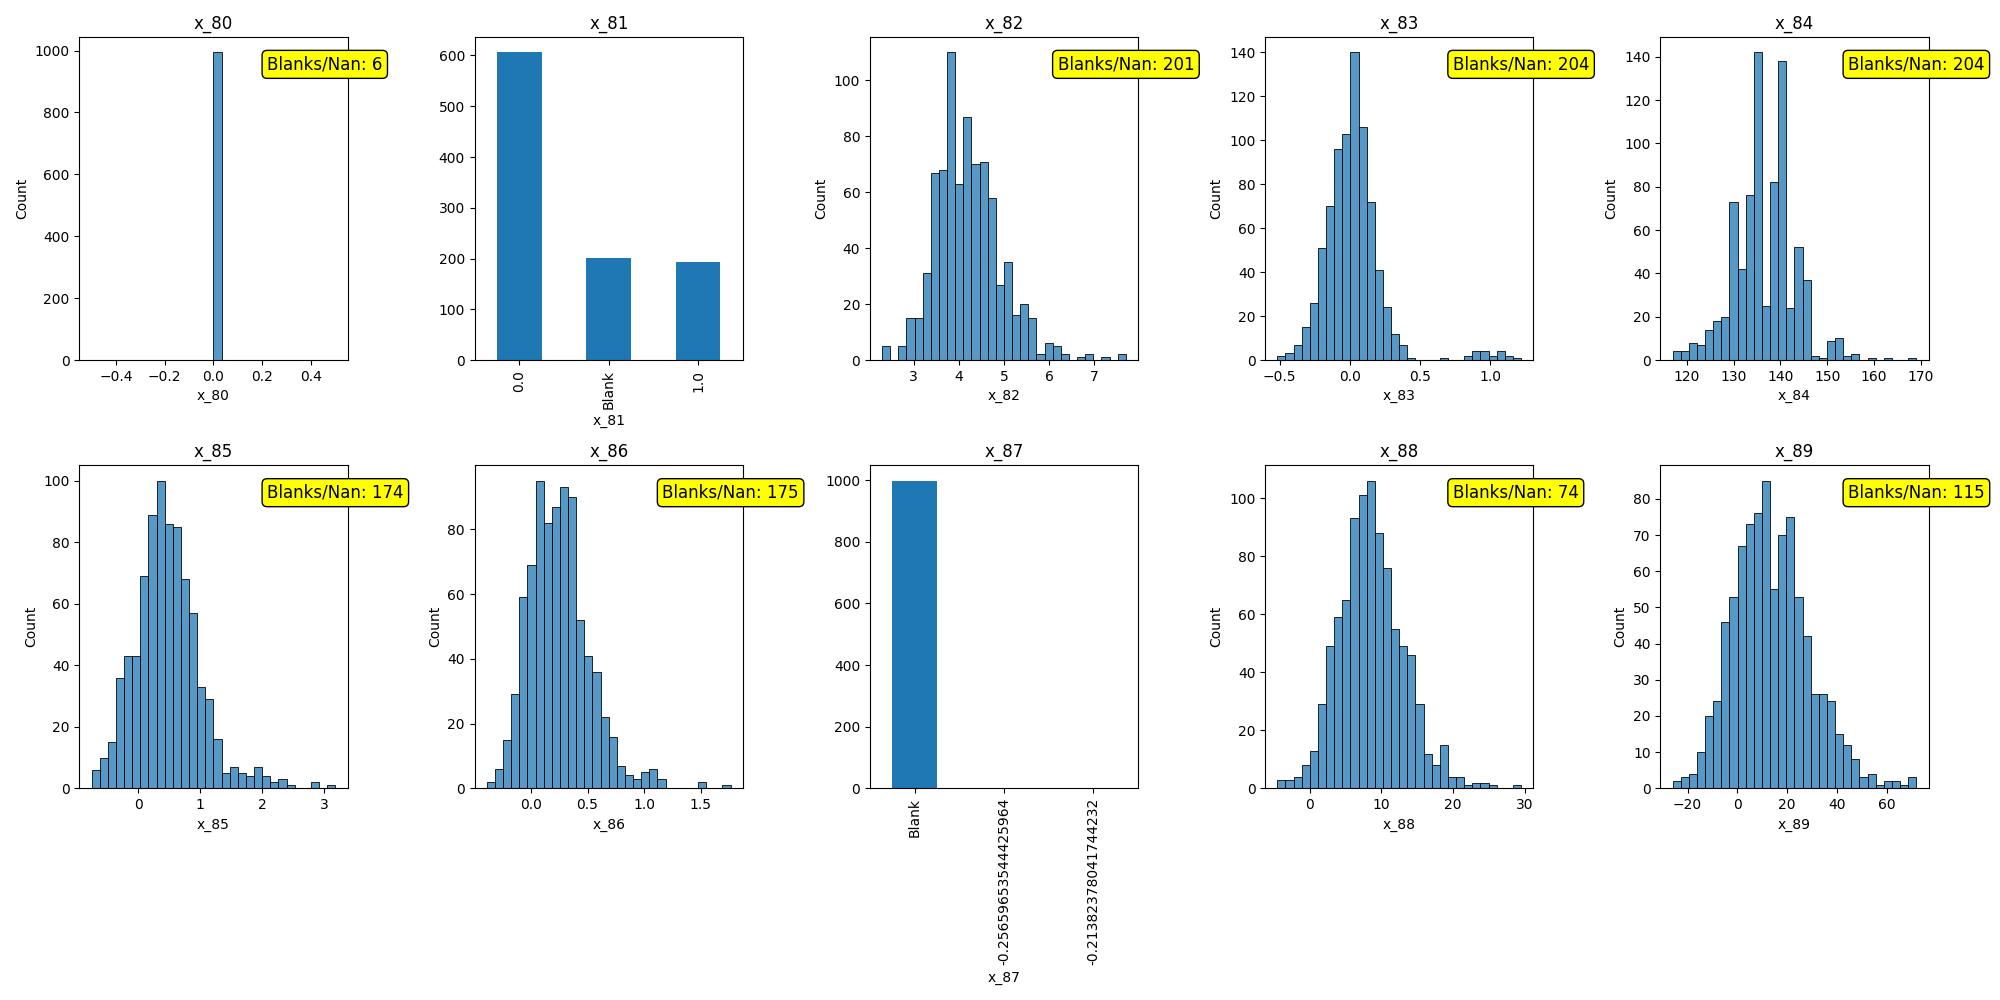 x_80
Blanks/Nan: 6
1000
800
600
400
200
0
Count
−0.4 −0.2 0.0 0.2 0.4
x_80
x_81
600
500
400
300
200
100
0
0.0
Blank
1.0
x_81
x_82
Blanks/Nan: 201
100
80
60
40
20
0
Count
3 4 5 6 7
x_82
x_83
Blanks/Nan: 204
140
120
100
80
60
40
20
0
Count
−0.5 0.0 0.5 1.0
x_83
x_84
Blanks/Nan: 204
140
120
100
80
60
40
20
0
Count
120 130 140 150 160 170
x_84
x_85
Blanks/Nan: 174
100
80
60
40
20
0
Count
0 1 2 3
x_85
x_86
Blanks/Nan: 175
80
60
40
20
0
Count
0.0 0.5 1.0 1.5
x_86
x_87
1000
800
600
400
200
0
Blank
-0.2565965354442​5964
-0.2138237804174​4232
x_87
x_88
Blanks/Nan: 74
100
80
60
40
20
0
Count
0 10 20 30
x_88
x_89
Blanks/Nan: 115
80
70
60
50
40
30
20
10
0
Count
−20 0 20 40 60
x_89